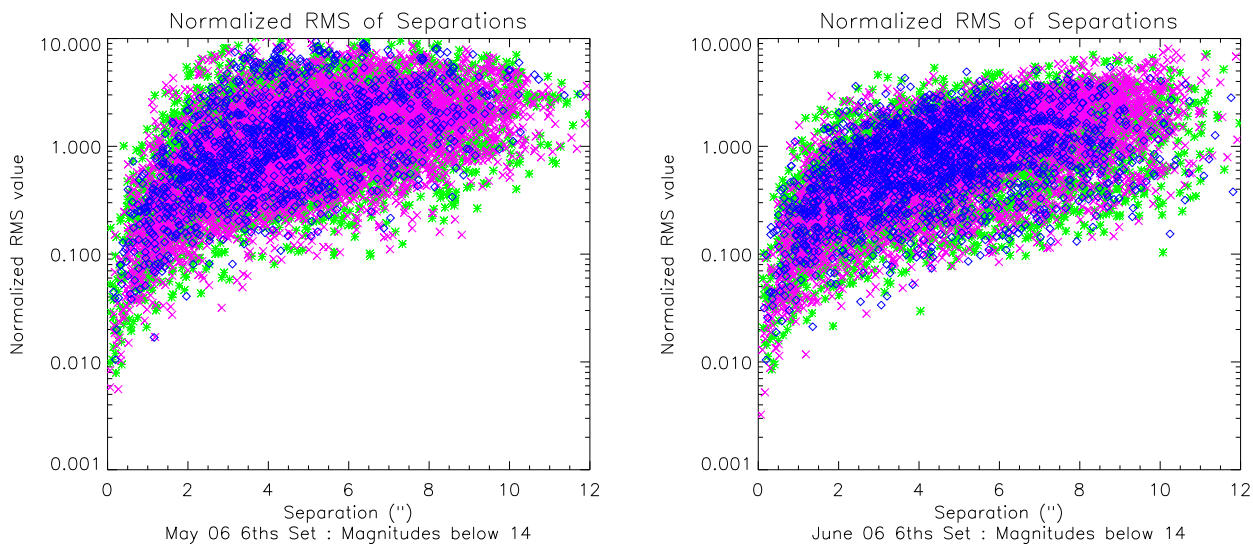 Normalized RMS of Separations
10.000
1.000
0.100
0.010
0.001
Normalized RMS value
0 2 4 6 8 10 12
Separation (")
May 06 6ths Set : Magnitudes below 14
Normalized RMS of Separations
10.000
1.000
0.100
0.010
0.001
Normalized RMS value
0 2 4 6 8 10 12
Separation (")
June 06 6ths Set : Magnitudes below 14